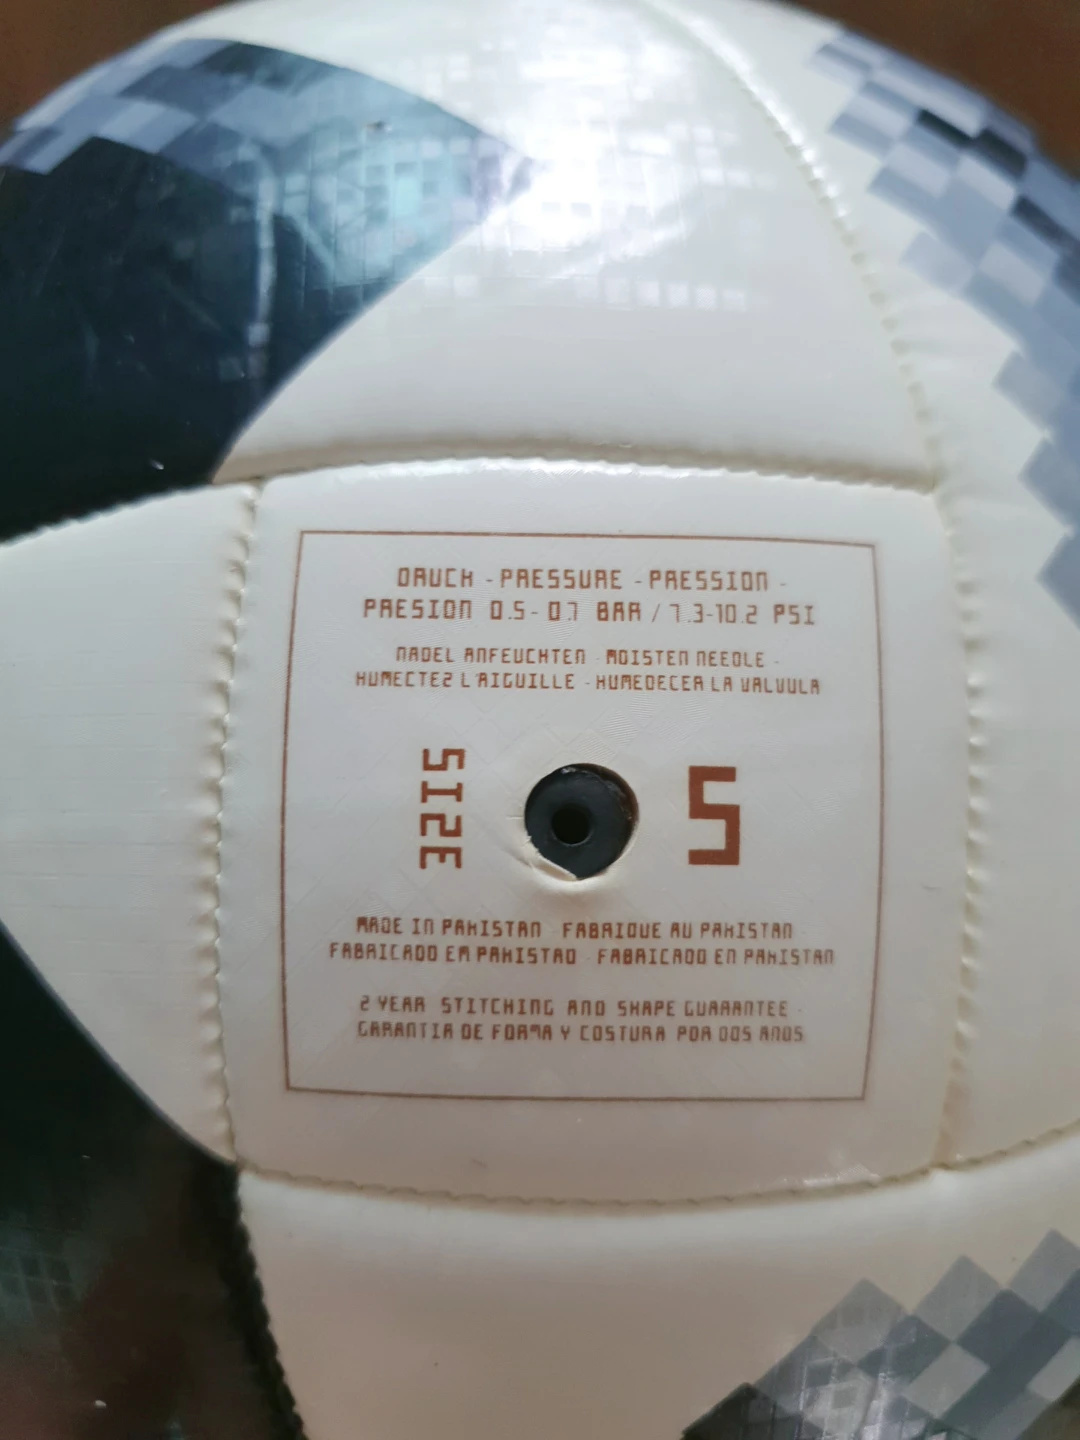 DRUCK - PRESSURE - PRESSION -
PRESION 0.5- 0.7 BAR / 7.3-10.2 PSI
NADEL ANFEUCHTEN - MOISTEN NEEDLE -
HUMECTEZ L'AIGUILLE - HUMEDECER LA VALVULA
SIZE
5
MADE IN PAKISTAN - FABRIQUE AU PAKISTAN -
FABRICADO EM PAKISTAO - FABRICADO EN PAKISTAN
2 YEAR STITCHING AND SHAPE GUARANTEE -
GARANTIA DE FORMA Y COSTURA POR DOS ANOS